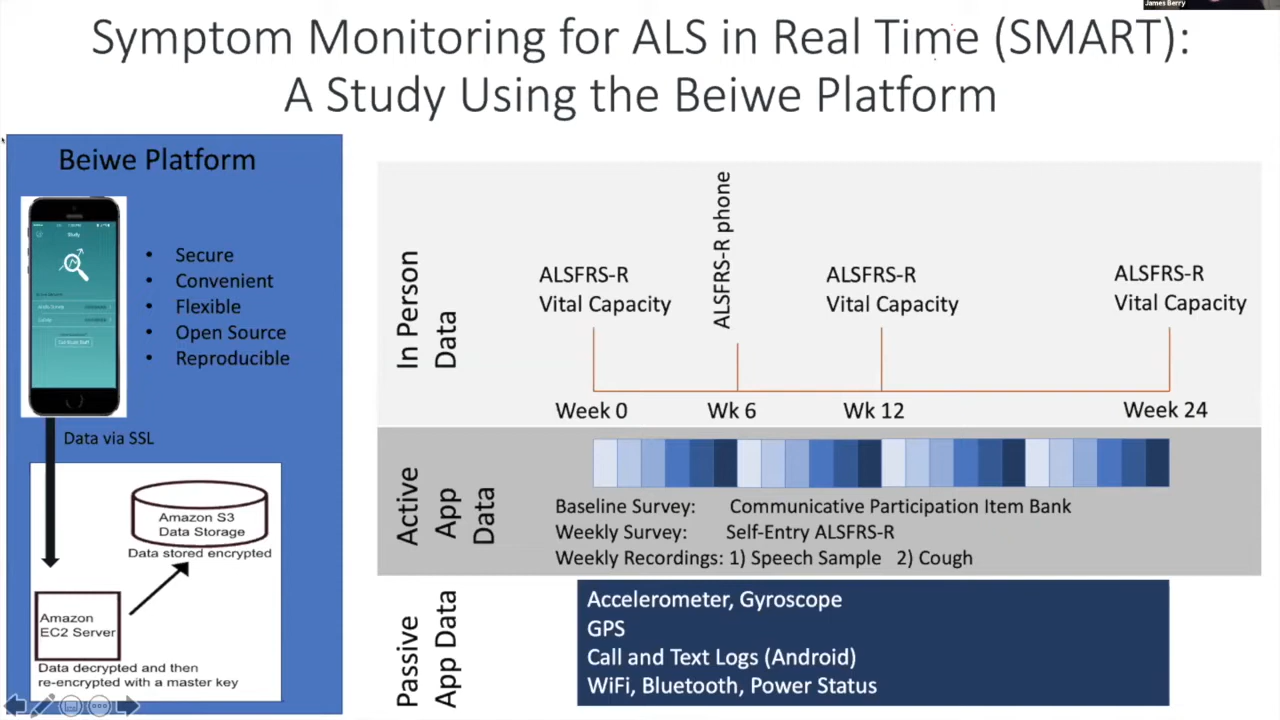 James Berry
Symptom Monitoring for ALS in Real Time (SMART):
A Study Using the Beiwe Platform
Beiwe Platform
Study
• Secure
• Convenient
• Flexible
• Open Source
• Reproducible
Data via SSL
Amazon S3
Data Storage
Data stored encrypted
Amazon
EC2 Server
Data decrypted and then
re-encrypted with a master key
In Person
Data
ALSFRS-R
Vital Capacity
ALSFRS-R phone
ALSFRS-R
Vital Capacity
ALSFRS-R
Vital Capacity
Week 0
Wk 6
Wk 12
Week 24
Active
App
Data
Baseline Survey: Communicative Participation Item Bank
Weekly Survey: Self-Entry ALSFRS-R
Weekly Recordings: 1) Speech Sample 2) Cough
Passive
App Data
Accelerometer, Gyroscope
GPS
Call and Text Logs (Android)
WiFi, Bluetooth, Power Status